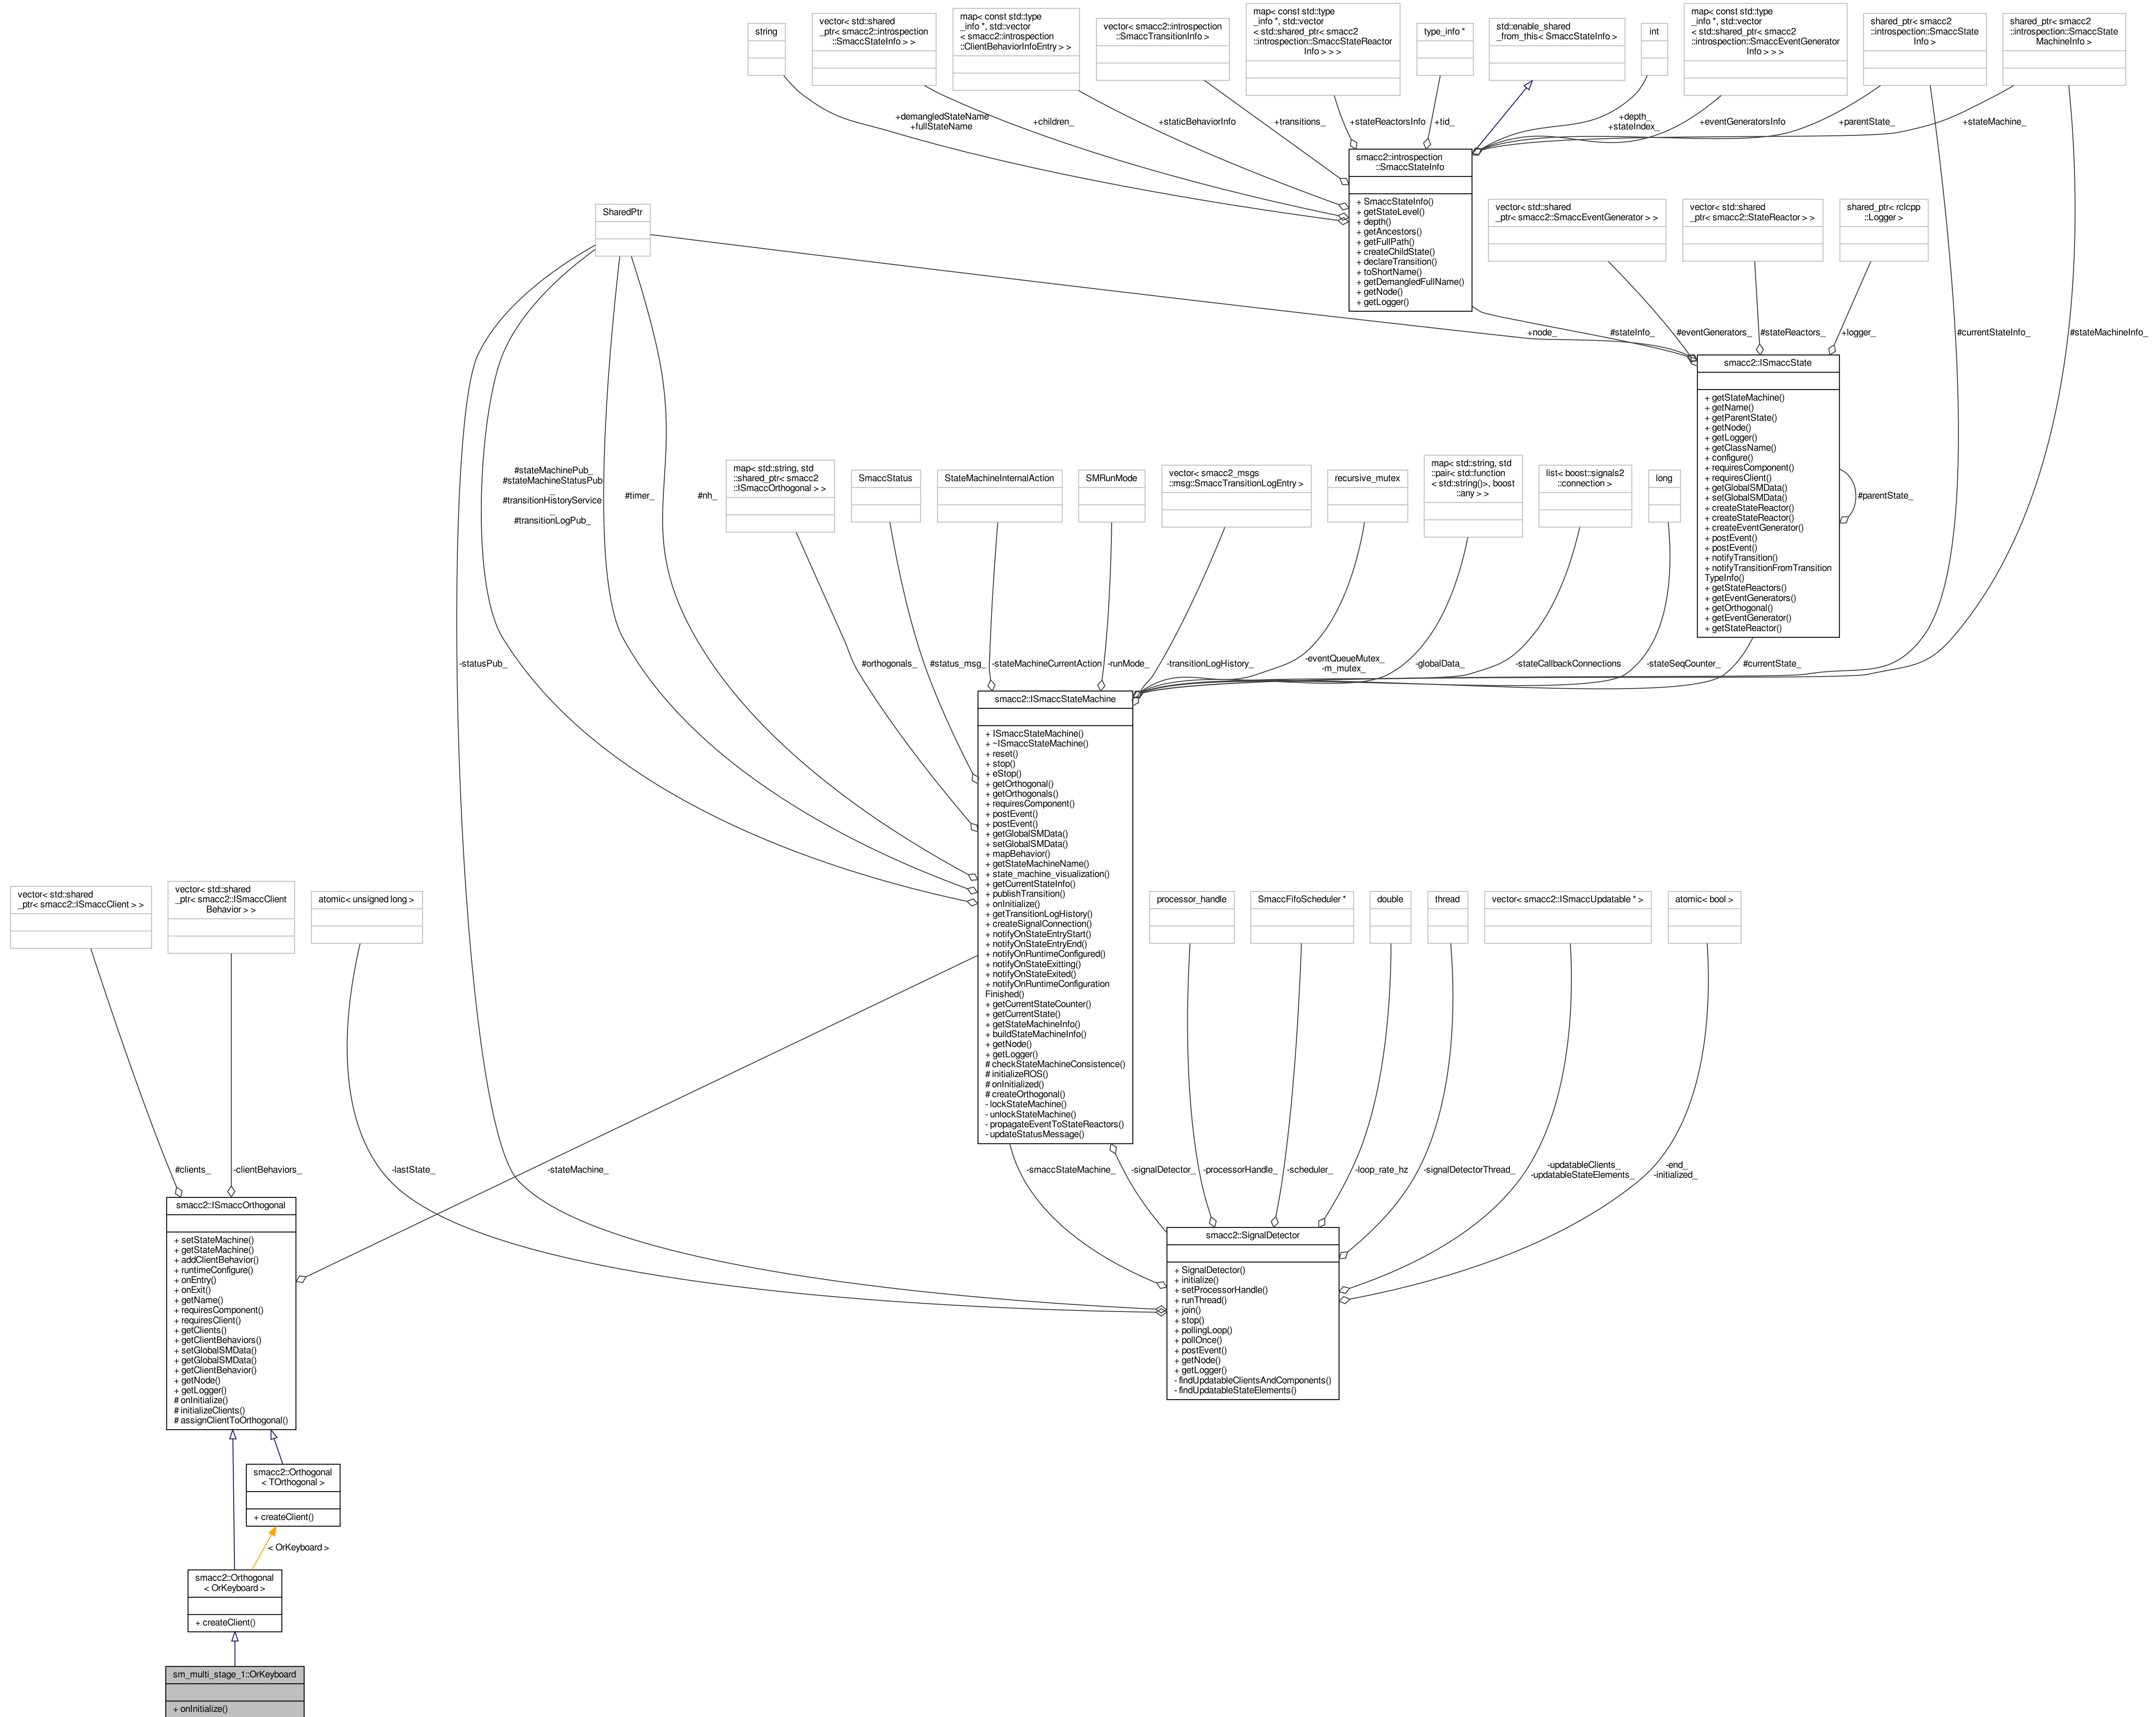 string
vector< std::shared
_ptr< smacc2::introspection
::SmaccStateInfo > >
map< const std::type
_info *, std::vector
< smacc2::introspection
::ClientBehaviorInfoEntry > >
vector< smacc2::introspection
::SmaccTransitionInfo >
map< const std::type
_info *, std::vector
< std::shared_ptr< smacc2
::introspection::SmaccStateReactor
Info > > >
type_info *
std::enable_shared
_from_this< SmaccStateInfo >
int
map< const std::type
_info *, std::vector
< std::shared_ptr< smacc2
::introspection::SmaccEventGenerator
Info > > >
shared_ptr< smacc2
::introspection::SmaccState
Info >
shared_ptr< smacc2
::introspection::SmaccState
MachineInfo >
+demangledStateName
+fullStateName
+children_
+staticBehaviorInfo
+transitions_
+stateReactorsInfo
+tid_
+depth_
+stateIndex_
+eventGeneratorsInfo
+parentState_
+stateMachine_
smacc2::introspection
::SmaccStateInfo
+ SmaccStateInfo()
+ getStateLevel()
+ depth()
+ getAncestors()
+ getFullPath()
+ createChildState()
+ declareTransition()
+ toShortName()
+ getDemangledFullName()
+ getNode()
+ getLogger()
SharedPtr
vector< std::shared
_ptr< smacc2::SmaccEventGenerator > >
vector< std::shared
_ptr< smacc2::StateReactor > >
shared_ptr< rclcpp
::Logger >
+node_
#stateInfo_
#eventGenerators_
#stateReactors_
+logger_
#currentStateInfo_
#stateMachineInfo_
smacc2::ISmaccState
+ getStateMachine()
+ getName()
+ getParentState()
+ getNode()
+ getLogger()
+ getClassName()
+ configure()
+ requiresComponent()
+ requiresClient()
+ getGlobalSMData()
+ setGlobalSMData()
+ createStateReactor()
+ createStateReactor()
+ createEventGenerator()
+ postEvent()
+ postEvent()
+ notifyTransition()
+ notifyTransitionFromTransition
TypeInfo()
+ getStateReactors()
+ getEventGenerators()
+ getOrthogonal()
+ getEventGenerator()
+ getStateReactor()
#parentState_
#stateMachinePub_
#stateMachineStatusPub
_
#transitionHistoryService
_
#transitionLogPub_
#timer_
#nh_
map< std::string, std
::shared_ptr< smacc2
::ISmaccOrthogonal > >
SmaccStatus
StateMachineInternalAction
SMRunMode
vector< smacc2_msgs
::msg::SmaccTransitionLogEntry >
recursive_mutex
map< std::string, std
::pair< std::function
< std::string()>, boost
::any > >
list< boost::signals2
::connection >
long
-statusPub_
#orthogonals_
#status_msg_
-stateMachineCurrentAction
-runMode_
-transitionLogHistory_
-eventQueueMutex_
-m_mutex_
-globalData_
-stateCallbackConnections
-stateSeqCounter_
#currentState_
smacc2::ISmaccStateMachine
+ ISmaccStateMachine()
+ ~ISmaccStateMachine()
+ reset()
+ stop()
+ eStop()
+ getOrthogonal()
+ getOrthogonals()
+ requiresComponent()
+ postEvent()
+ postEvent()
+ getGlobalSMData()
+ setGlobalSMData()
+ mapBehavior()
+ getStateMachineName()
+ state_machine_visualization()
+ getCurrentStateInfo()
+ publishTransition()
+ onInitialize()
+ getTransitionLogHistory()
+ createSignalConnection()
+ notifyOnStateEntryStart()
+ notifyOnStateEntryEnd()
+ notifyOnRuntimeConfigured()
+ notifyOnStateExitting()
+ notifyOnStateExited()
+ notifyOnRuntimeConfiguration
Finished()
+ getCurrentStateCounter()
+ getCurrentState()
+ getStateMachineInfo()
+ buildStateMachineInfo()
+ getNode()
+ getLogger()
# checkStateMachineConsistence()
# initializeROS()
# onInitialized()
# createOrthogonal()
- lockStateMachine()
- unlockStateMachine()
- propagateEventToStateReactors()
- updateStatusMessage()
vector< std::shared
_ptr< smacc2::ISmaccClient > >
vector< std::shared
_ptr< smacc2::ISmaccClient
Behavior > >
atomic< unsigned long >
processor_handle
SmaccFifoScheduler *
double
thread
vector< smacc2::ISmaccUpdatable * >
atomic< bool >
#clients_
-clientBehaviors_
-lastState_
-stateMachine_
-smaccStateMachine_
-signalDetector_
-processorHandle_
-scheduler_
-loop_rate_hz
-signalDetectorThread_
-updatableClients_
-updatableStateElements_
-end_
-initialized_
smacc2::ISmaccOrthogonal
+ setStateMachine()
+ getStateMachine()
+ addClientBehavior()
+ runtimeConfigure()
+ onEntry()
+ onExit()
+ getName()
+ requiresComponent()
+ requiresClient()
+ getClients()
+ getClientBehaviors()
+ setGlobalSMData()
+ getGlobalSMData()
+ getClientBehavior()
+ getNode()
+ getLogger()
# onInitialize()
# initializeClients()
# assignClientToOrthogonal()
smacc2::SignalDetector
+ SignalDetector()
+ initialize()
+ setProcessorHandle()
+ runThread()
+ join()
+ stop()
+ pollingLoop()
+ pollOnce()
+ postEvent()
+ getNode()
+ getLogger()
- findUpdatableClientsAndComponents()
- findUpdatableStateElements()
smacc2::Orthogonal
< TOrthogonal >
+ createClient()
< OrKeyboard >
smacc2::Orthogonal
< OrKeyboard >
+ createClient()
sm_multi_stage_1::OrKeyboard
+ onInitialize()